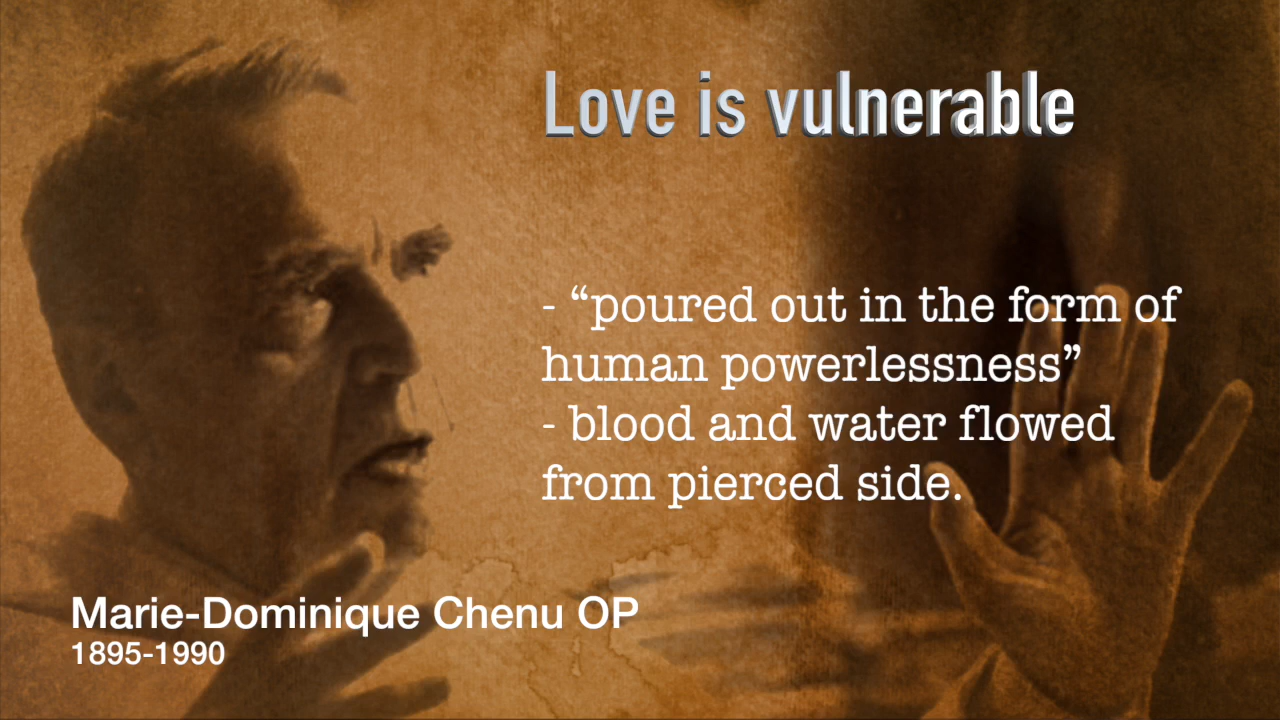 Love is vulnerable
- “poured out in the form of
human powerlessness”
- blood and water flowed
from pierced side.
Marie-Dominique Chenu OP
1895-1990